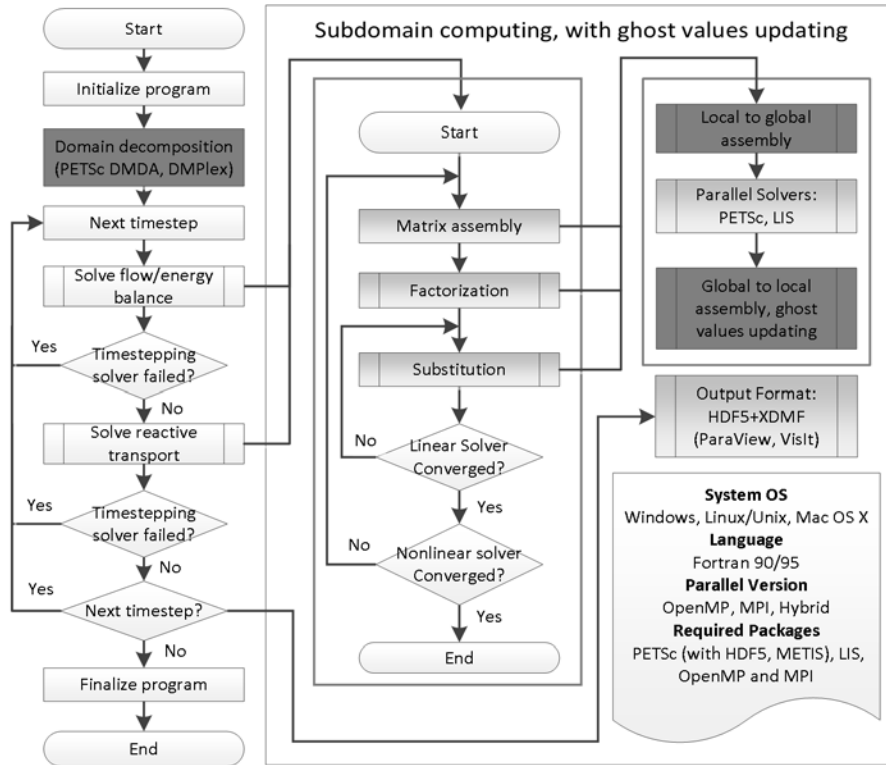 Start
Initialize program
Domain decomposition
(PETSc DMDA, DMPlex)
Next timestep
Solve flow/energy
balance
Yes
Timestepping
solver failed?
No
Solve reactive
transport
Yes
Timestepping
solver failed?
No
Yes
Next timestep?
No
Finalize program
End
Subdomain computing, with ghost values updating
Start
Matrix assembly
Factorization
Substitution
No
Linear Solver
Converged?
Yes
No
Nonlinear solver
Converged?
Yes
End
Local to global
assembly
Parallel Solvers:
PETSc, LIS
Global to local
assembly, ghost
values updating
Output Format:
HDF5+XDMF
(ParaView, VisIt)
System OS
Windows, Linux/Unix, Mac OS X
Language
Fortran 90/95
Parallel Version
OpenMP, MPI, Hybrid
Required Packages
PETSc (with HDF5, METIS), LIS,
OpenMP and MPI